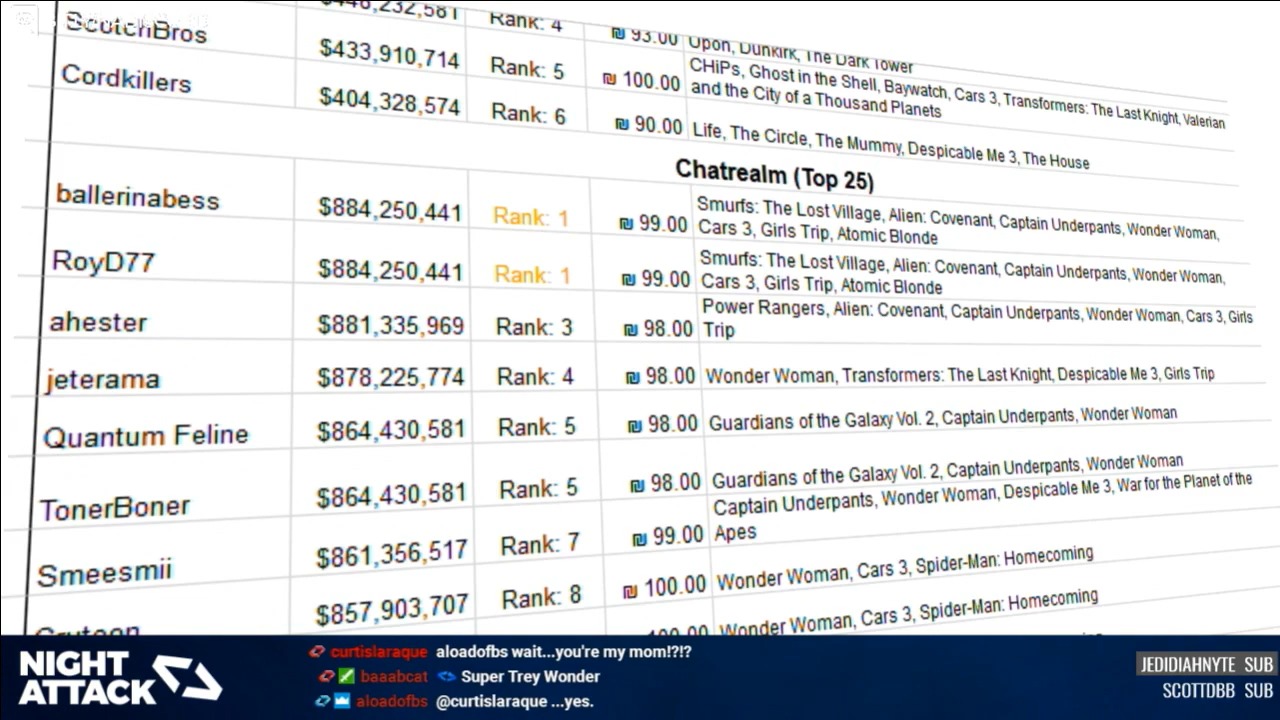 $448,232,581 Rank: 4 ₪ 93.00 Upon, Dunkirk, The Dark Tower
ScotchBros $433,910,714 Rank: 5 ₪ 100.00 CHiPs, Ghost in the Shell, Baywatch, Cars 3, Transformers: The Last Knight, Valerian
and the City of a Thousand Planets
Cordkillers $404,328,574 Rank: 6 ₪ 90.00 Life, The Circle, The Mummy, Despicable Me 3, The House
Chatrealm (Top 25)
ballerinabess $884,250,441 Rank: 1 ₪ 99.00 Smurfs: The Lost Village, Alien: Covenant, Captain Underpants, Wonder Woman,
Cars 3, Girls Trip, Atomic Blonde
RoyD77 $884,250,441 Rank: 1 ₪ 99.00 Smurfs: The Lost Village, Alien: Covenant, Captain Underpants, Wonder Woman,
Cars 3, Girls Trip, Atomic Blonde
ahester $881,335,969 Rank: 3 ₪ 98.00 Power Rangers, Alien: Covenant, Captain Underpants, Wonder Woman, Cars 3, Girls
Trip
jeterama $878,225,774 Rank: 4 ₪ 98.00 Wonder Woman, Transformers: The Last Knight, Despicable Me 3, Girls Trip
Quantum Feline $864,430,581 Rank: 5 ₪ 98.00 Guardians of the Galaxy Vol. 2, Captain Underpants, Wonder Woman
TonerBoner $864,430,581 Rank: 5 ₪ 98.00 Guardians of the Galaxy Vol. 2, Captain Underpants, Wonder Woman
Smeesmii $861,356,517 Rank: 7 ₪ 99.00 Captain Underpants, Wonder Woman, Despicable Me 3, War for the Planet of the
Apes
$857,903,707 Rank: 8 ₪ 100.00 Wonder Woman, Cars 3, Spider-Man: Homecoming
100.00 Wonder Woman, Cars 3, Spider-Man: Homecoming
NIGHT
ATTACK
curtislaraque aloadofbs wait...you're my mom!?!?
baaabcat Super Trey Wonder
aloadofbs @curtislaraque ...yes.
JEDIDIAHNYTE SUB
SCOTTDBB SUB